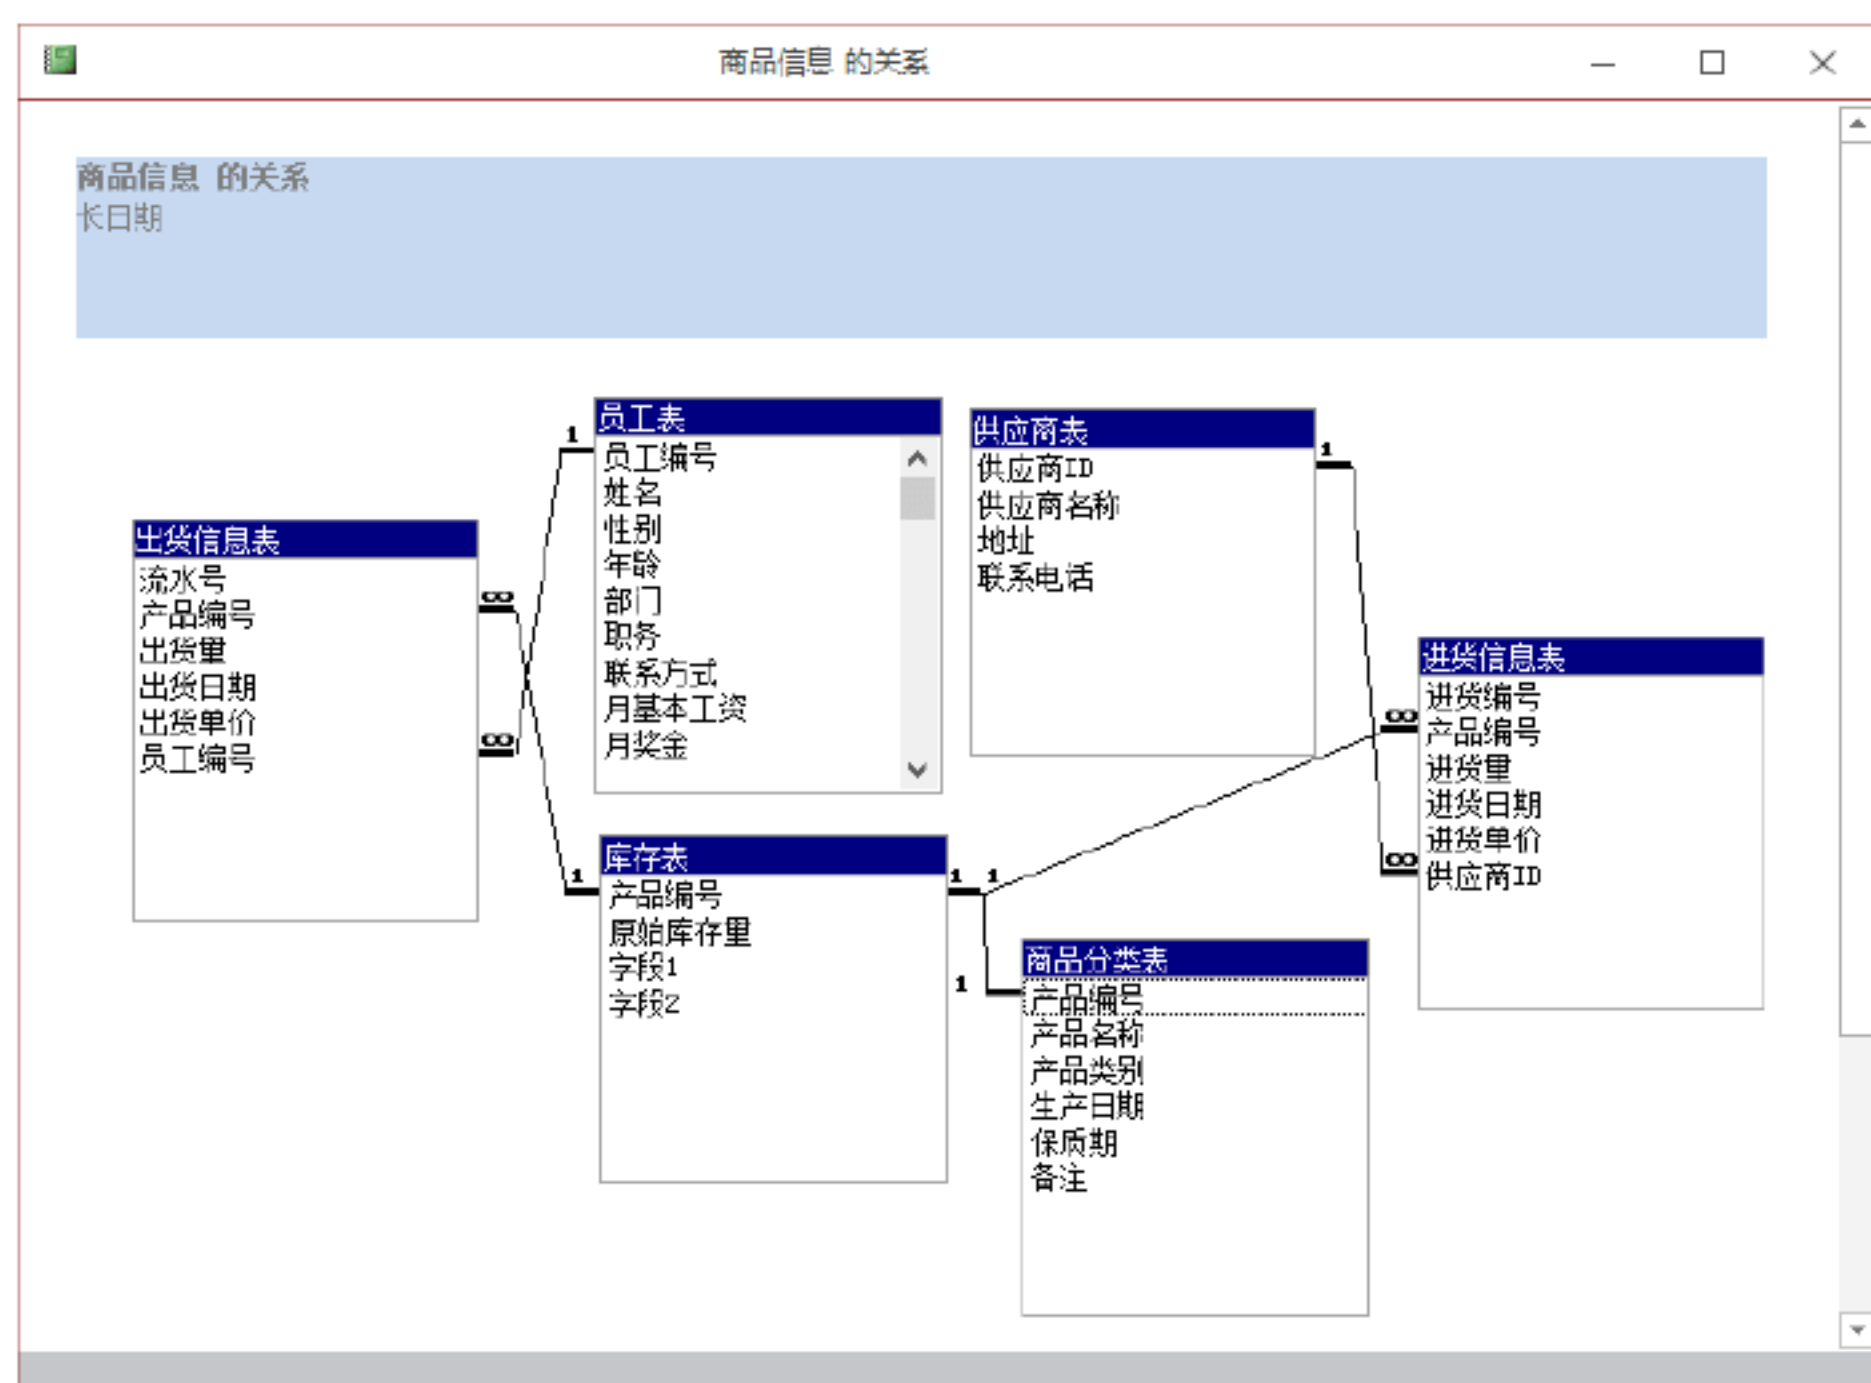 商品信息 的关系
商品信息 的关系
长日期
员工表
员工编号
姓名
性别
年龄
部门
职务
联系方式
月基本工资
月奖金
供应商表
供应商ID
供应商名称
地址
联系电话
出货信息表
流水号
产品编号
出货量
出货日期
出货单价
员工编号
进货信息表
进货编号
产品编号
进货量
进货日期
进货单价
供应商ID
库存表
产品编号
原始库存量
字段1
字段2
商品分类表
产品编号
产品名称
产品类别
生产日期
保质期
备注
1
1
∞
∞
∞
∞
1
1 1
1